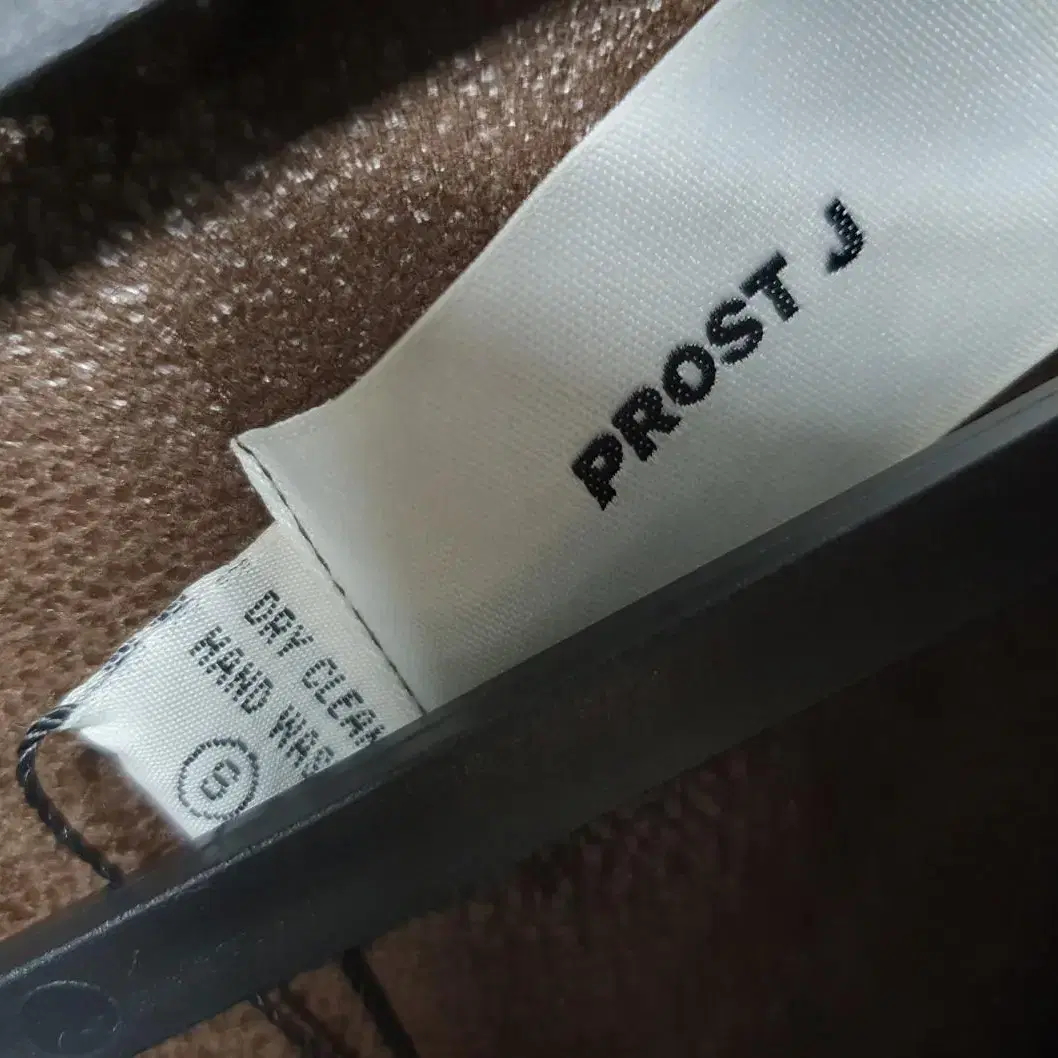 PROST J
DRY CLEAN
HAND WAS
S